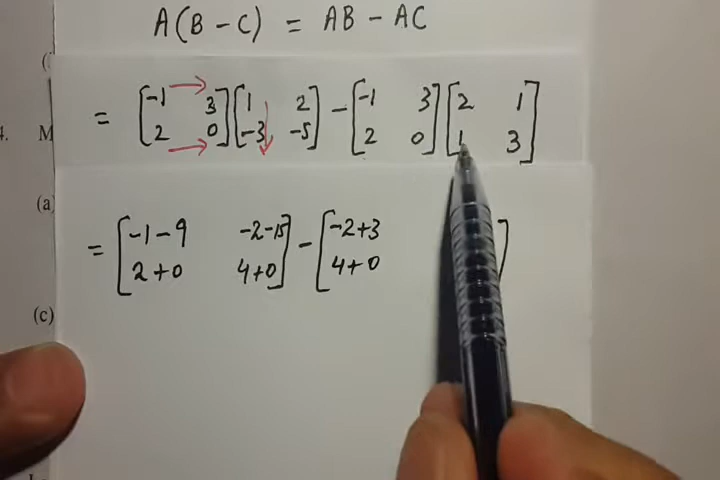 A(B - C) = AB - AC
(
= [-1 3] [1 2] - [-1 3] [2 1]
4. M [2 0] [-3 -5] [2 0] [1 3]
(a)
= [-1-9 -2-15] - [-2+3 ]
[2+0 4+0] [4+0 ]
(c)